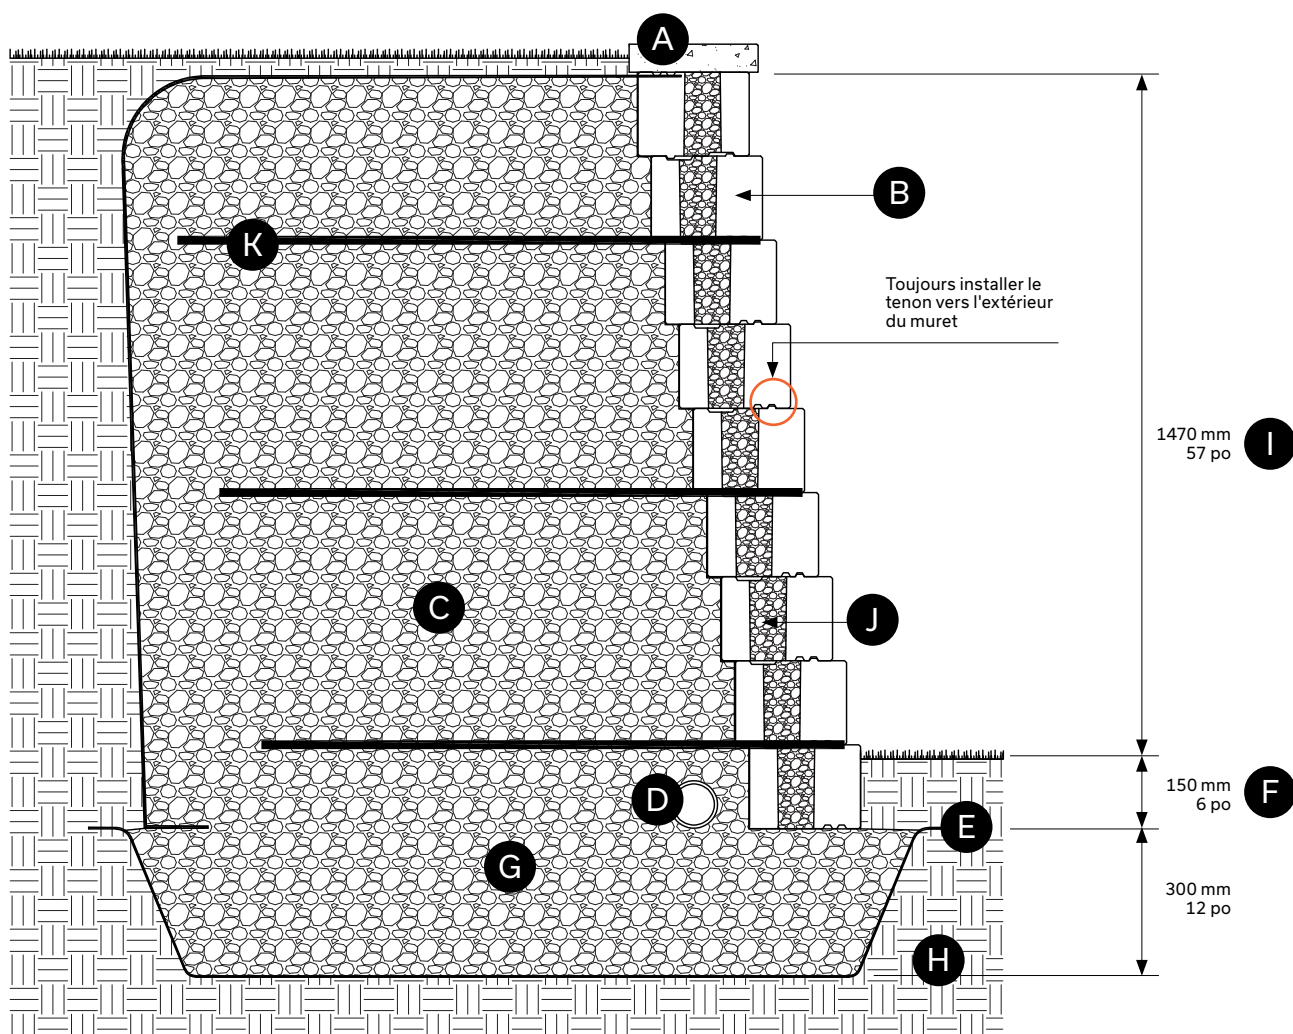 A
B
K
Toujours installer le
tenon vers l'extérieur
du muret
1470 mm
57 po
I
C
J
D
150 mm
6 po
F
E
G
300 mm
12 po
H